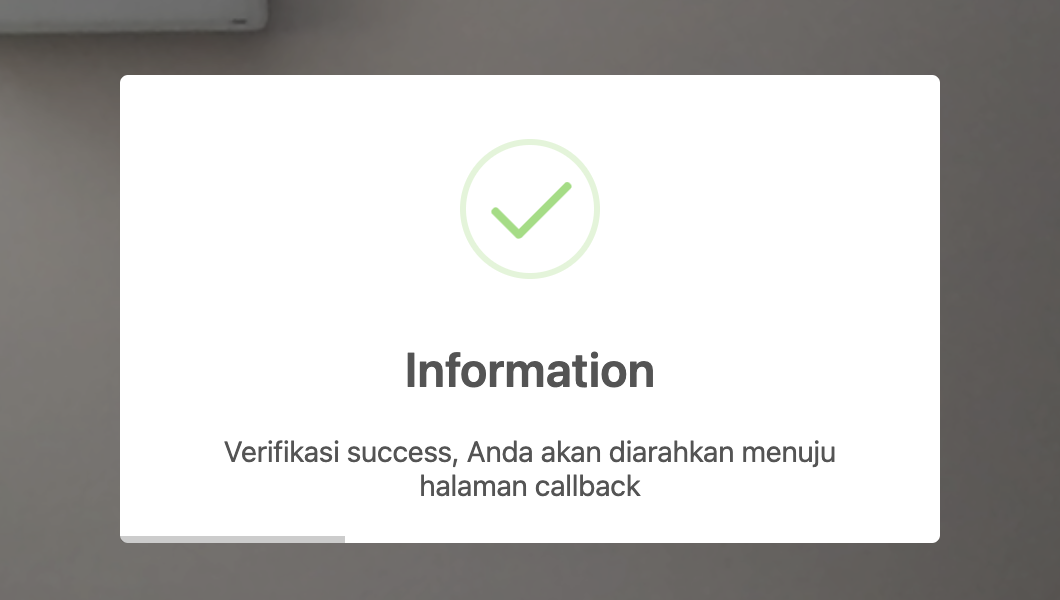 Information
Verifikasi success, Anda akan diarahkan menuju
halaman callback